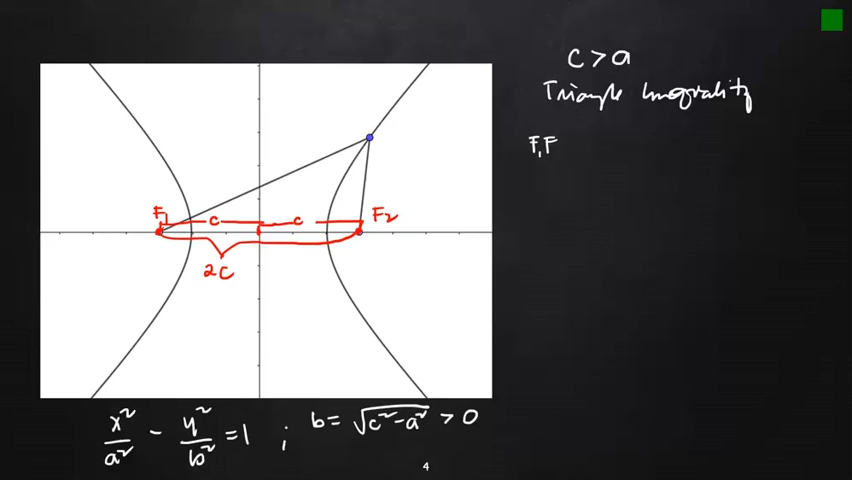 c > a
Triangle Inequality
F₁F
F₁
c
c
F₂
2c
x²/a² − y²/b² = 1 ; b = √(c²−a²) > 0
4